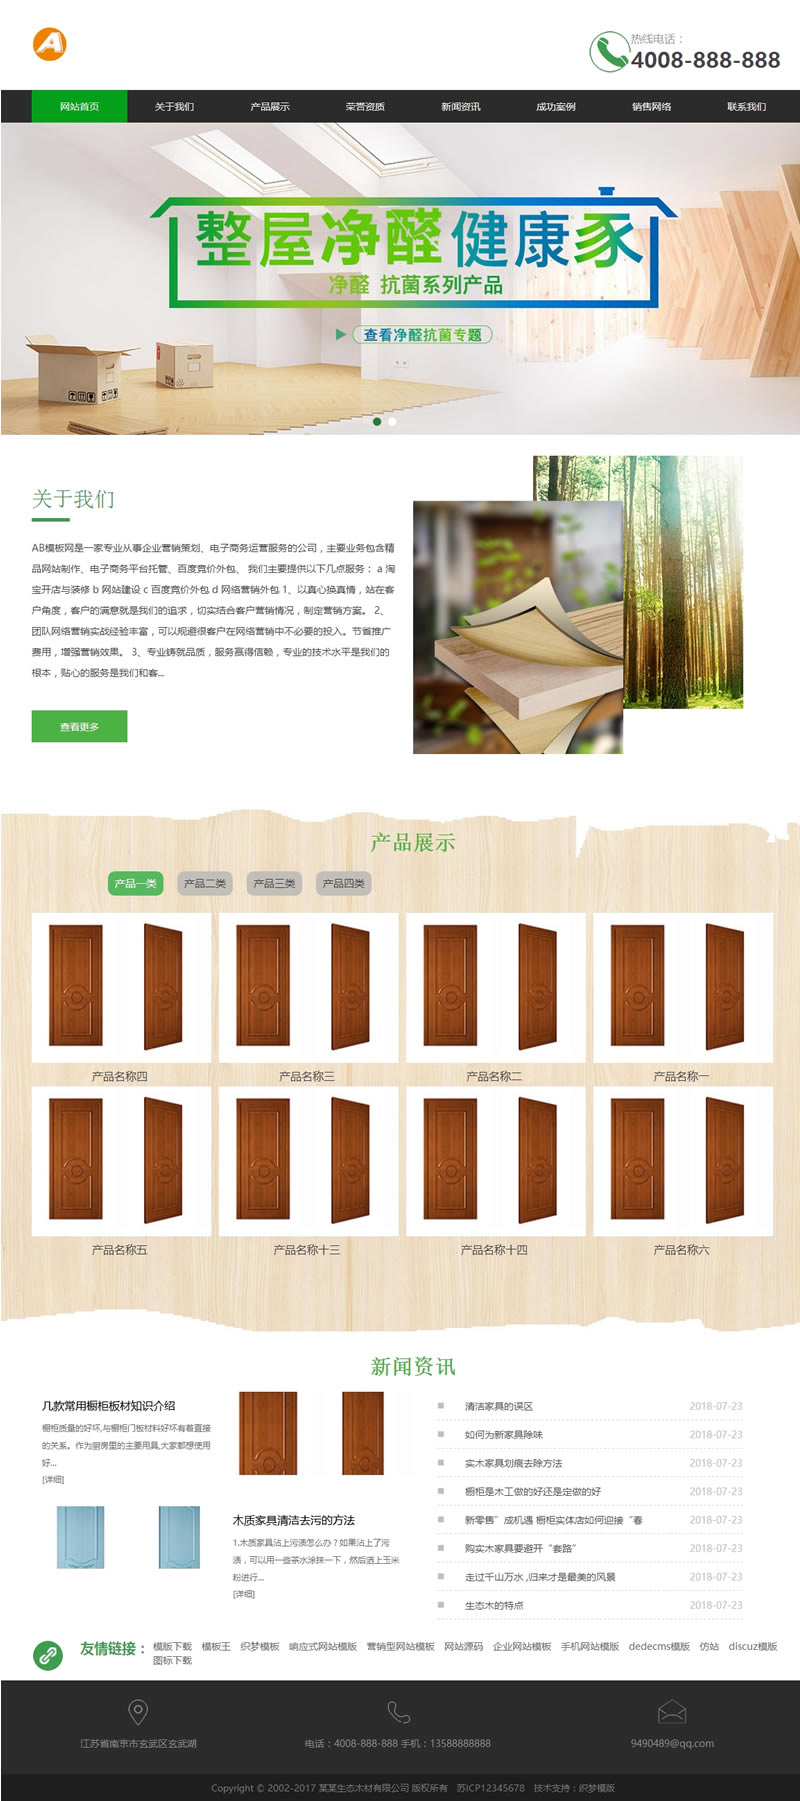 A
热线电话：
4008-888-888
网站首页 关于我们 产品展示 荣誉资质 新闻资讯 成功案例 销售网络 联系我们
整屋净醛健康家
净醛 抗菌系列产品
查看净醛抗菌专题
关于我们
AB模板网是一家专业从事企业营销策划、电子商务运营服务的公司，主要业务包含精
品网站制作、电子商务平台托管、百度竞价外包、 我们主要提供以下几点服务： a 淘
宝开店与装修 b 网站建设 c 百度竞价外包 d 网络营销外包 1、以真心换真情，站在客
户角度，客户的满意就是我们的追求，切实结合客户营销情况，制定营销方案。 2、
团队网络营销实战经验丰富，可以规避很客户在网络营销中不必要的投入。节省推广
费用，增强营销效果。 3、专业铸就品质，服务赢得信赖，专业的技术水平是我们的
根本，贴心的服务是我们和客...
查看更多
产品展示
产品一类 产品二类 产品三类 产品四类
产品名称四 产品名称三 产品名称二 产品名称一
产品名称五 产品名称十三 产品名称十四 产品名称六
新闻资讯
几款常用橱柜板材知识介绍
橱柜质量的好坏,与橱柜门板材料好坏有着直接
的关系。作为厨房里的主要用具,大家都想使用
好...
[详细]
木质家具清洁去污的方法
1.木质家具沾上污渍怎么办？如果沾上了污
渍，可以用一些茶水涂抹一下，然后洒上玉米
粉进行...
[详细]
清洁家具的误区 2018-07-23
如何为新家具除味 2018-07-23
实木家具划痕去除方法 2018-07-23
橱柜是木工做的好还是定做的好 2018-07-23
新零售”成机遇 橱柜实体店如何迎接“春 2018-07-23
购实木家具要避开“套路” 2018-07-23
走过千山万水 ,归来才是最美的风景 2018-07-23
生态木的特点 2018-07-23
友情链接： 模版下载 模板王 织梦模板 响应式网站模版 营销型网站模板 网站源码 企业网站模板 手机网站模版 dedecms模版 仿站 discuz模版
图标下载
江苏省南京市玄武区玄武湖
电话：4008-888-888 手机：13588888888
9490489@qq.com
Copyright © 2002-2017 某某生态木材有限公司 版权所有 苏ICP12345678 技术支持：织梦模版